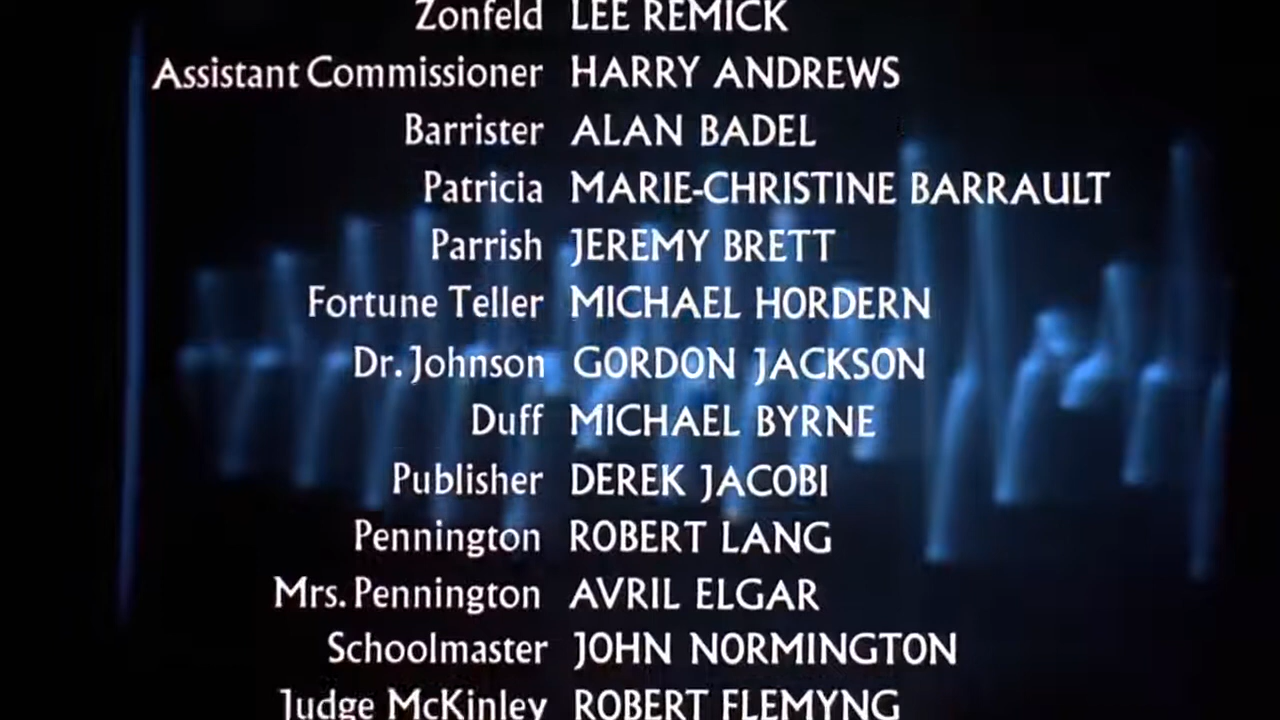 Zonfeld LEE REMICK
Assistant Commissioner HARRY ANDREWS
Barrister ALAN BADEL
Patricia MARIE-CHRISTINE BARRAULT
Parrish JEREMY BRETT
Fortune Teller MICHAEL HORDERN
Dr. Johnson GORDON JACKSON
Duff MICHAEL BYRNE
Publisher DEREK JACOBI
Pennington ROBERT LANG
Mrs. Pennington AVRIL ELGAR
Schoolmaster JOHN NORMINGTON
Judge McKinley ROBERT FLEMYNG